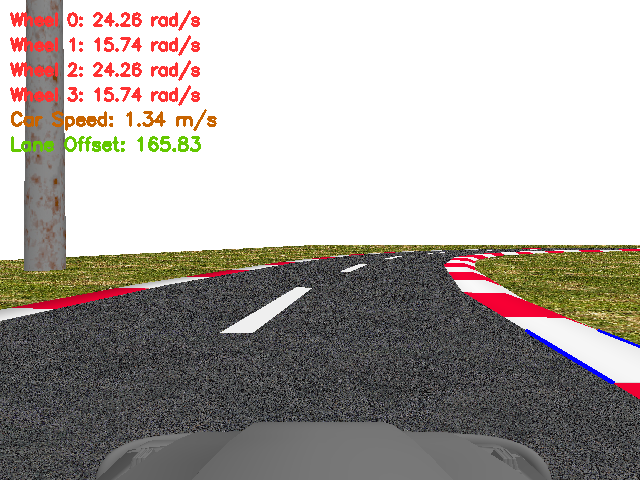 Wheel 0: 24.26 rad/s
Wheel 1: 15.74 rad/s
Wheel 2: 24.26 rad/s
Wheel 3: 15.74 rad/s
Car Speed: 1.34 m/s
Lane Offset: 165.83